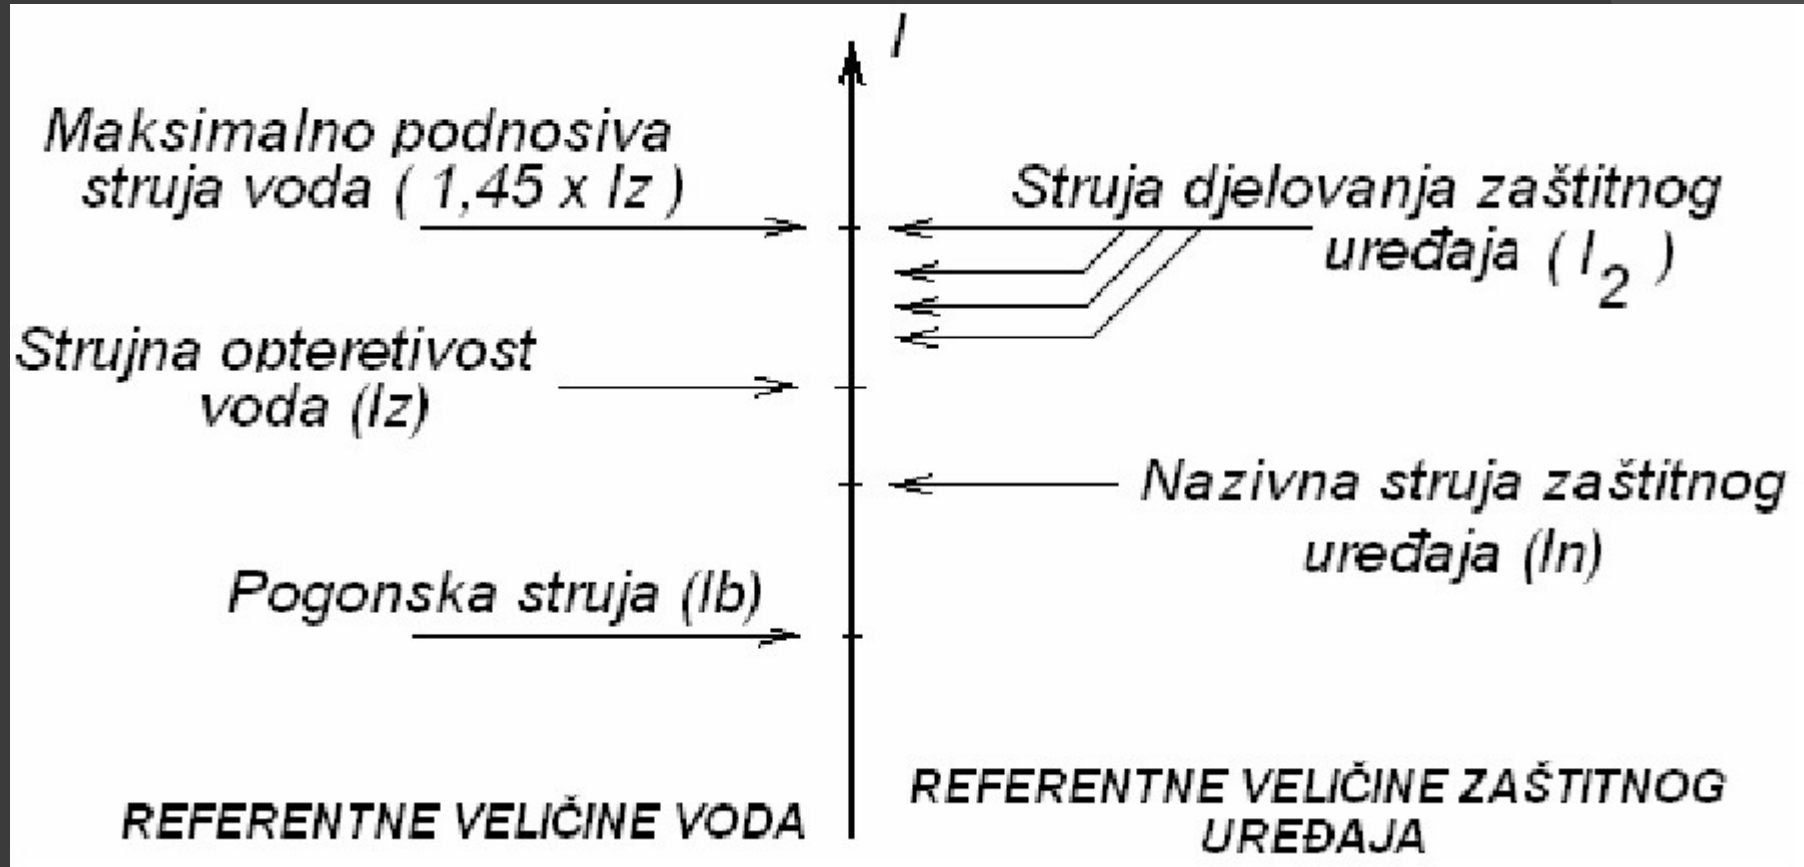 I
Maksimalno podnosiva
struja voda ( 1,45 x Iz )
Struja djelovanja zaštitnog
uređaja ( I2 )
Strujna opteretivost
voda (Iz)
Nazivna struja zaštitnog
uređaja (In)
Pogonska struja (Ib)
REFERENTNE VELIČINE VODA
REFERENTNE VELIČINE ZAŠTITNOG
UREĐAJA